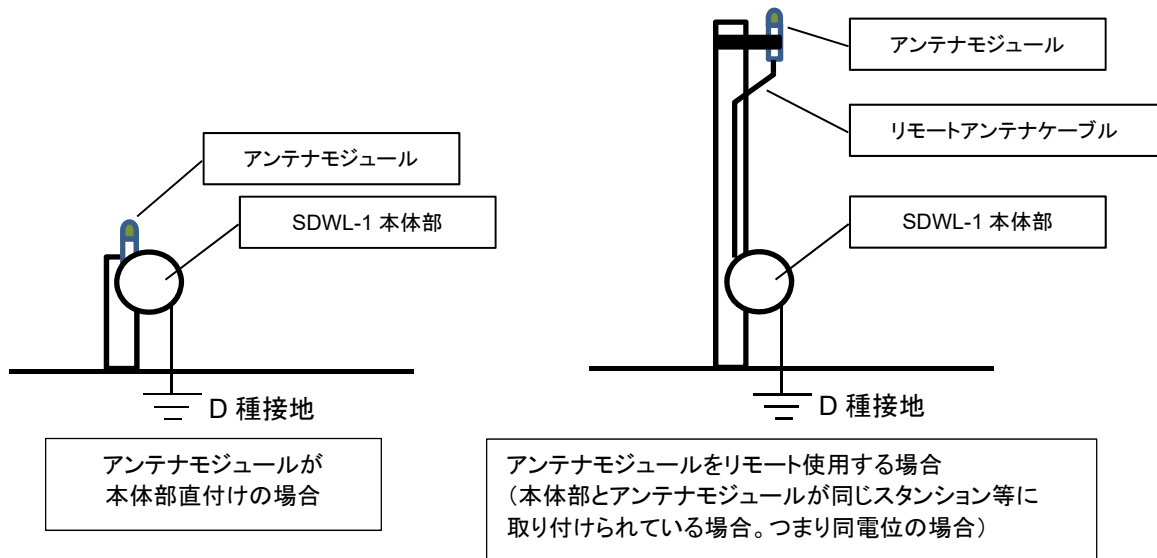 アンテナモジュール
SDWL-1 本体部
D 種接地
アンテナモジュールが
本体部直付けの場合
アンテナモジュール
リモートアンテナケーブル
SDWL-1 本体部
D 種接地
アンテナモジュールをリモート使用する場合
（本体部とアンテナモジュールが同じスタンション等に
取り付けられている場合。つまり同電位の場合）